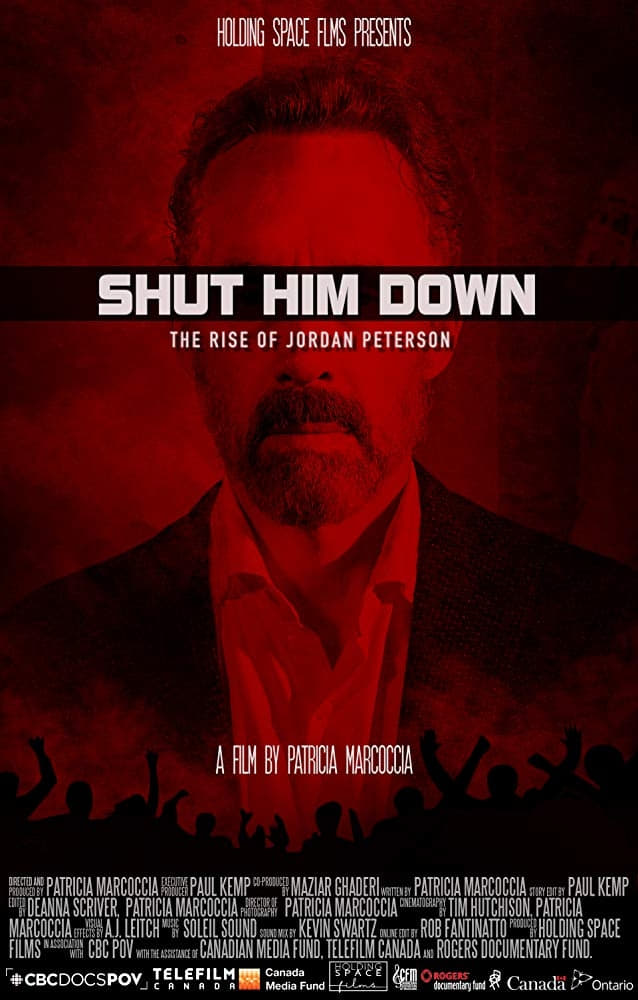 HOLDING SPACE FLMS PRESENTS
SHUT HIM DOWN
THE RISE OF JORDAN PETERSON
A FILM BY PATRICIA MARCOCCIA
DIRECTED AND PRODUCED BY PATRICIA MARCOCCIA EXECUTIVE PRODUCER PAUL KEMP CO-PRODUCED BY MAZIAR GHADERI WRITTEN BY PATRICIA MARCOCCIA STORY EDIT BY PAUL KEMP
EDITED BY DEANNA SCRIVER, PATRICIA MARCOCCIA DIRECTOR OF PHOTOGRAPHY PATRICIA MARCOCCIA CINEMATOGRAPHY BY TIM HUTCHISON, PATRICIA
MARCOCCIA VISUAL EFFECTS BY A.J. LEITCH MUSIC BY SOLEIL SOUND SOUND MIX BY KEVIN SWARTZ ONLINE EDIT BY ROB FANTINATTO PRODUCED BY HOLDING SPACE
FILMS IN ASSOCIATION WITH CBC POV WITH THE ASSISTANCE OF CANADIAN MEDIA FUND, TELEFILM CANADA AND ROGERS DOCUMENTARY FUND.
CBCDOCSPOV TELEFILM CANADA Canada Media Fund HOLDING SPACE films CFM ROGERS documentary fund Canada Ontario